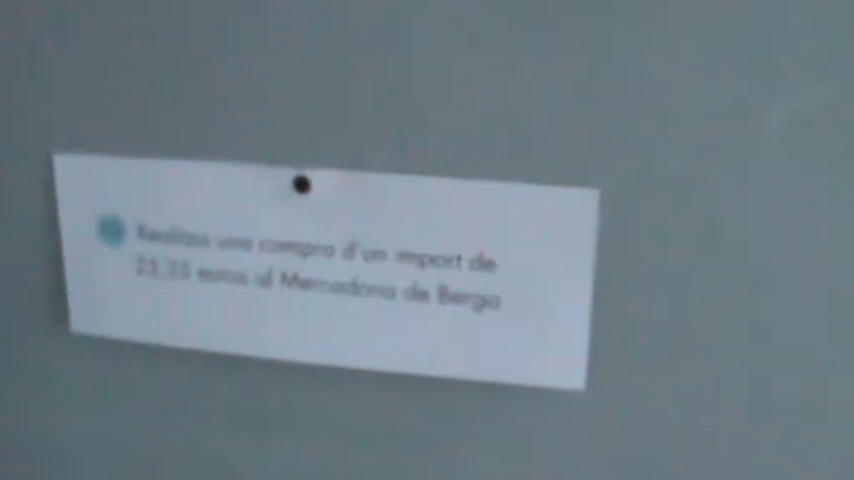 Realitza una compra d'un import de
euros al Mercadona de Berga